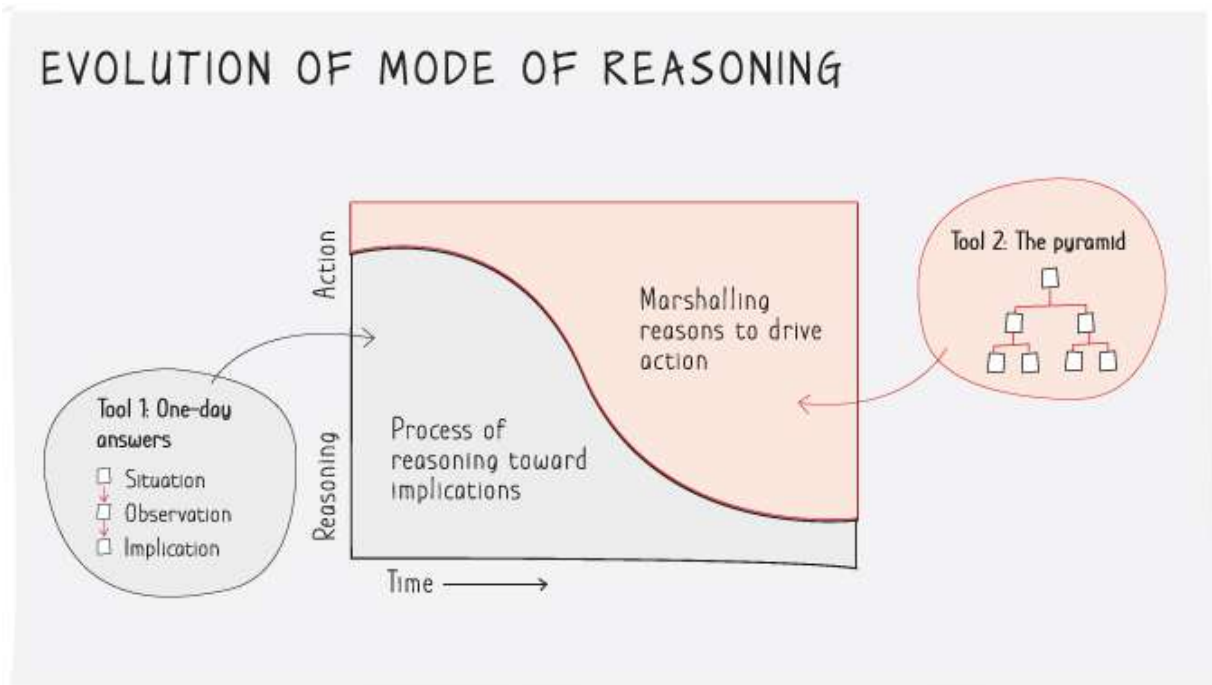 EVOLUTION OF MODE OF REASONING
Action
Reasoning
Tool 1: One-day
answers
Situation
Observation
Implication
Process of
reasoning toward
implications
Marshalling
reasons to drive
action
Tool 2: The pyramid
Time